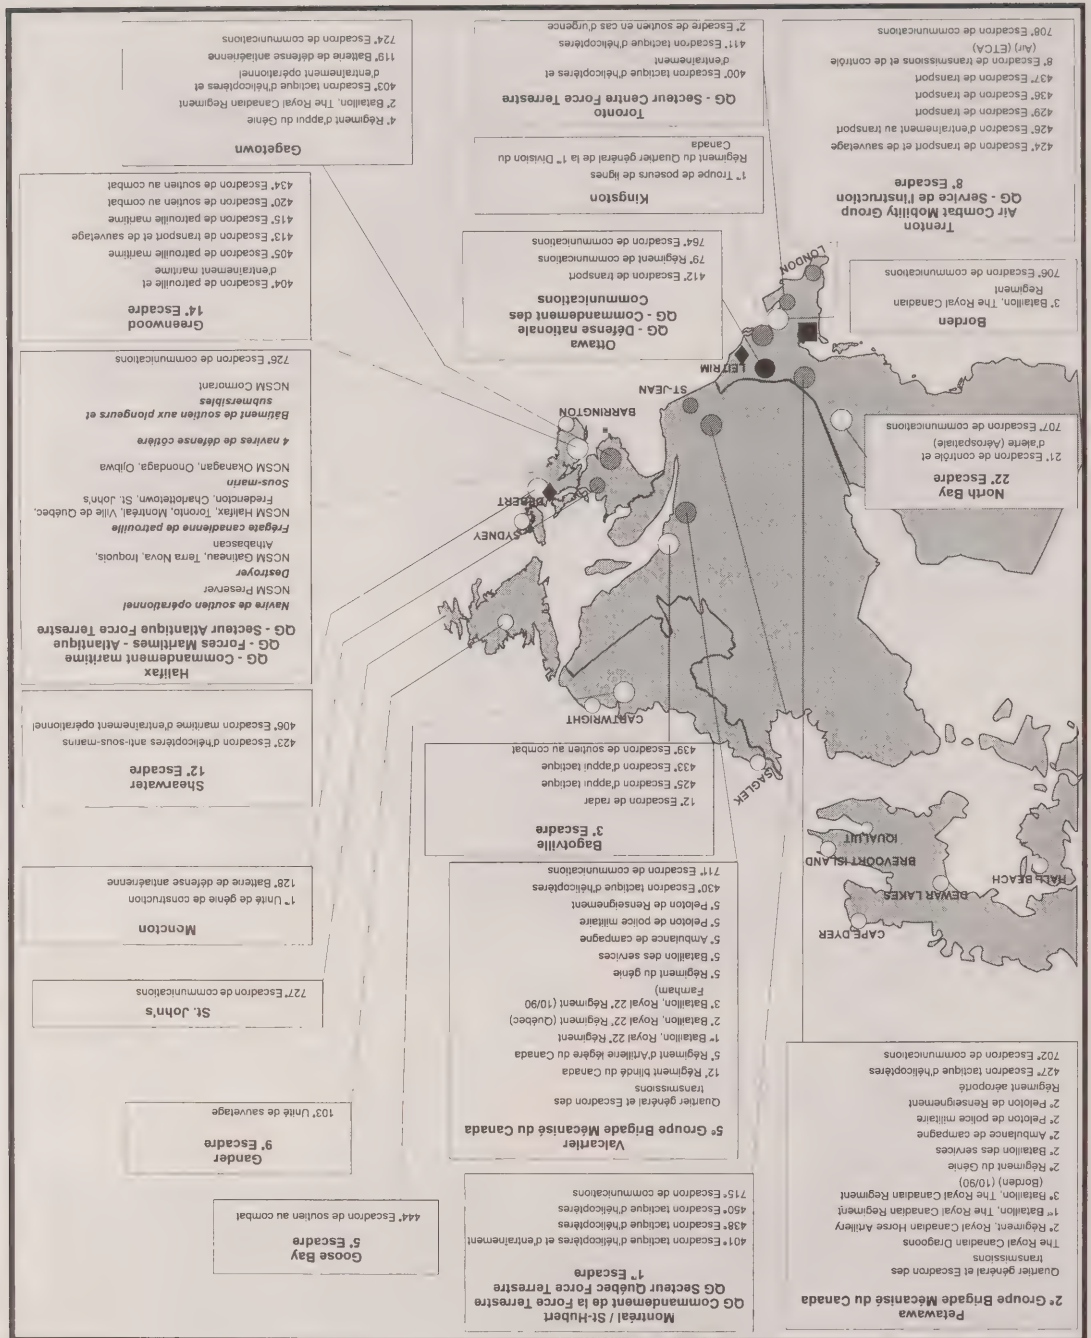 Petawawa
2e Groupe Brigade Mécanisé du Canada
Quartier général et Escadron des
transmissions
The Royal Canadian Dragoons
2e Régiment, Royal Canadian Horse Artillery
1er Bataillon, The Royal Canadian Regiment
3e Bataillon, The Royal Canadian Regiment
(Borden) (10/90)
2e Régiment du Génie
2e Bataillon des services
2e Ambulance de campagne
2e Peloton de police militaire
2e Peloton de Renseignement
Régiment aéroporté
427e Escadron tactique d'hélicoptères
702e Escadron de communications
Montréal / St-Hubert
QG Commandement de la Force Terrestre
QG Secteur Québec Force Terrestre
1re Escadre
401e Escadron tactique d'hélicoptères et d'entraînement
438e Escadron tactique d'hélicoptères
450e Escadron tactique d'hélicoptères
715e Escadron de communications
Goose Bay
5e Escadre
444e Escadron de soutien au combat
Gander
9e Escadre
103e Unité de sauvetage
Valcartier
5e Groupe Brigade Mécanisé du Canada
Quartier général et Escadron des
transmissions
12e Régiment blindé du Canada
5e Régiment d'Artillerie légère du Canada
1er Bataillon, Royal 22e Régiment
2e Bataillon, Royal 22e Régiment (Québec)
3e Bataillon, Royal 22e Régiment (10/90
Farnham)
5e Régiment du génie
5e Bataillon des services
5e Ambulance de campagne
5e Peloton de police militaire
5e Peloton de Renseignement
430e Escadron tactique d'hélicoptères
711e Escadron de communications
St. John's
727e Escadron de communications
Moncton
1re Unité de génie de construction
128e Batterie de défense antiaérienne
CAPE DYER
DEWAR LAKES
HALL BEACH
BREVOORT ISLAND
IQUALUIT
SAGLEK
Bagotville
3e Escadre
12e Escadron de radar
425e Escadron d'appui tactique
433e Escadron d'appui tactique
439e Escadron de soutien au combat
Shearwater
12e Escadre
423e Escadron d'hélicoptères anti-sous-marins
406e Escadron maritime d'entraînement opérationnel
CARTWRIGHT
Halifax
QG - Commandement maritime
QG - Forces Maritimes - Atlantique
QG - Secteur Atlantique Force Terrestre
Navire de soutien opérationnel
NCSM Preserver
Destroyer
NCSM Gatineau, Terra Nova, Iroquois,
Athabascan
Frégate canadienne de patrouille
NCSM Halifax, Toronto, Montréal, Ville de Québec,
Fredericton, Charlottetown, St. John's
Sous-marin
NCSM Okanagan, Onondaga, Ojibwa
4 navires de défense côtière
Bâtiment de soutien aux plongeurs et
submersibles
NCSM Cormorant
726e Escadron de communications
SYDNEY
DEBERT
BARRINGTON
North Bay
22e Escadre
21e Escadron de contrôle et
d'alerte (Aérospatiale)
707e Escadron de communications
ST-JEAN
LEITRIM
LONDON
Borden
3e Bataillon, The Royal Canadian
Regiment
706e Escadron de communications
Ottawa
QG - Défense nationale
QG - Commandement des
Communications
412e Escadron de transport
79e Régiment de communications
764e Escadron de communications
Greenwood
14e Escadre
404e Escadron de patrouille et
d'entraînement maritime
405e Escadron de patrouille maritime
413e Escadron de transport et de sauvetage
415e Escadron de patrouille maritime
420e Escadron de soutien au combat
434e Escadron de soutien au combat
Trenton
Air Combat Mobility Group
QG - Service de l'instruction
8e Escadre
424e Escadron de transport et de sauvetage
426e Escadron d'entraînement au transport
429e Escadron de transport
436e Escadron de transport
437e Escadron de transport
8e Escadron de transmissions et de contrôle
(Air) (ETCA)
708e Escadron de communications
Kingston
1re Troupe de poseurs de lignes
Régiment du Quartier général de la 1re Division du
Canada
Toronto
QG - Secteur Centre Force Terrestre
400e Escadron tactique d'hélicoptères et
d'entraînement
411e Escadron tactique d'hélicoptères
2e Escadre de soutien en cas d'urgence
Gagetown
4e Régiment d'appui du Génie
2e Bataillon, The Royal Canadian Regiment
403e Escadron tactique d'hélicoptères et
d'entraînement opérationnel
119e Batterie de défense antiaérienne
724e Escadron de communications